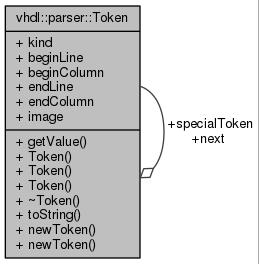 vhdl::parser::Token
+ kind
+ beginLine
+ beginColumn
+ endLine
+ endColumn
+ image
+ getValue()
+ Token()
+ Token()
+ Token()
+ ~Token()
+ toString()
+ newToken()
+ newToken()
+specialToken
+next